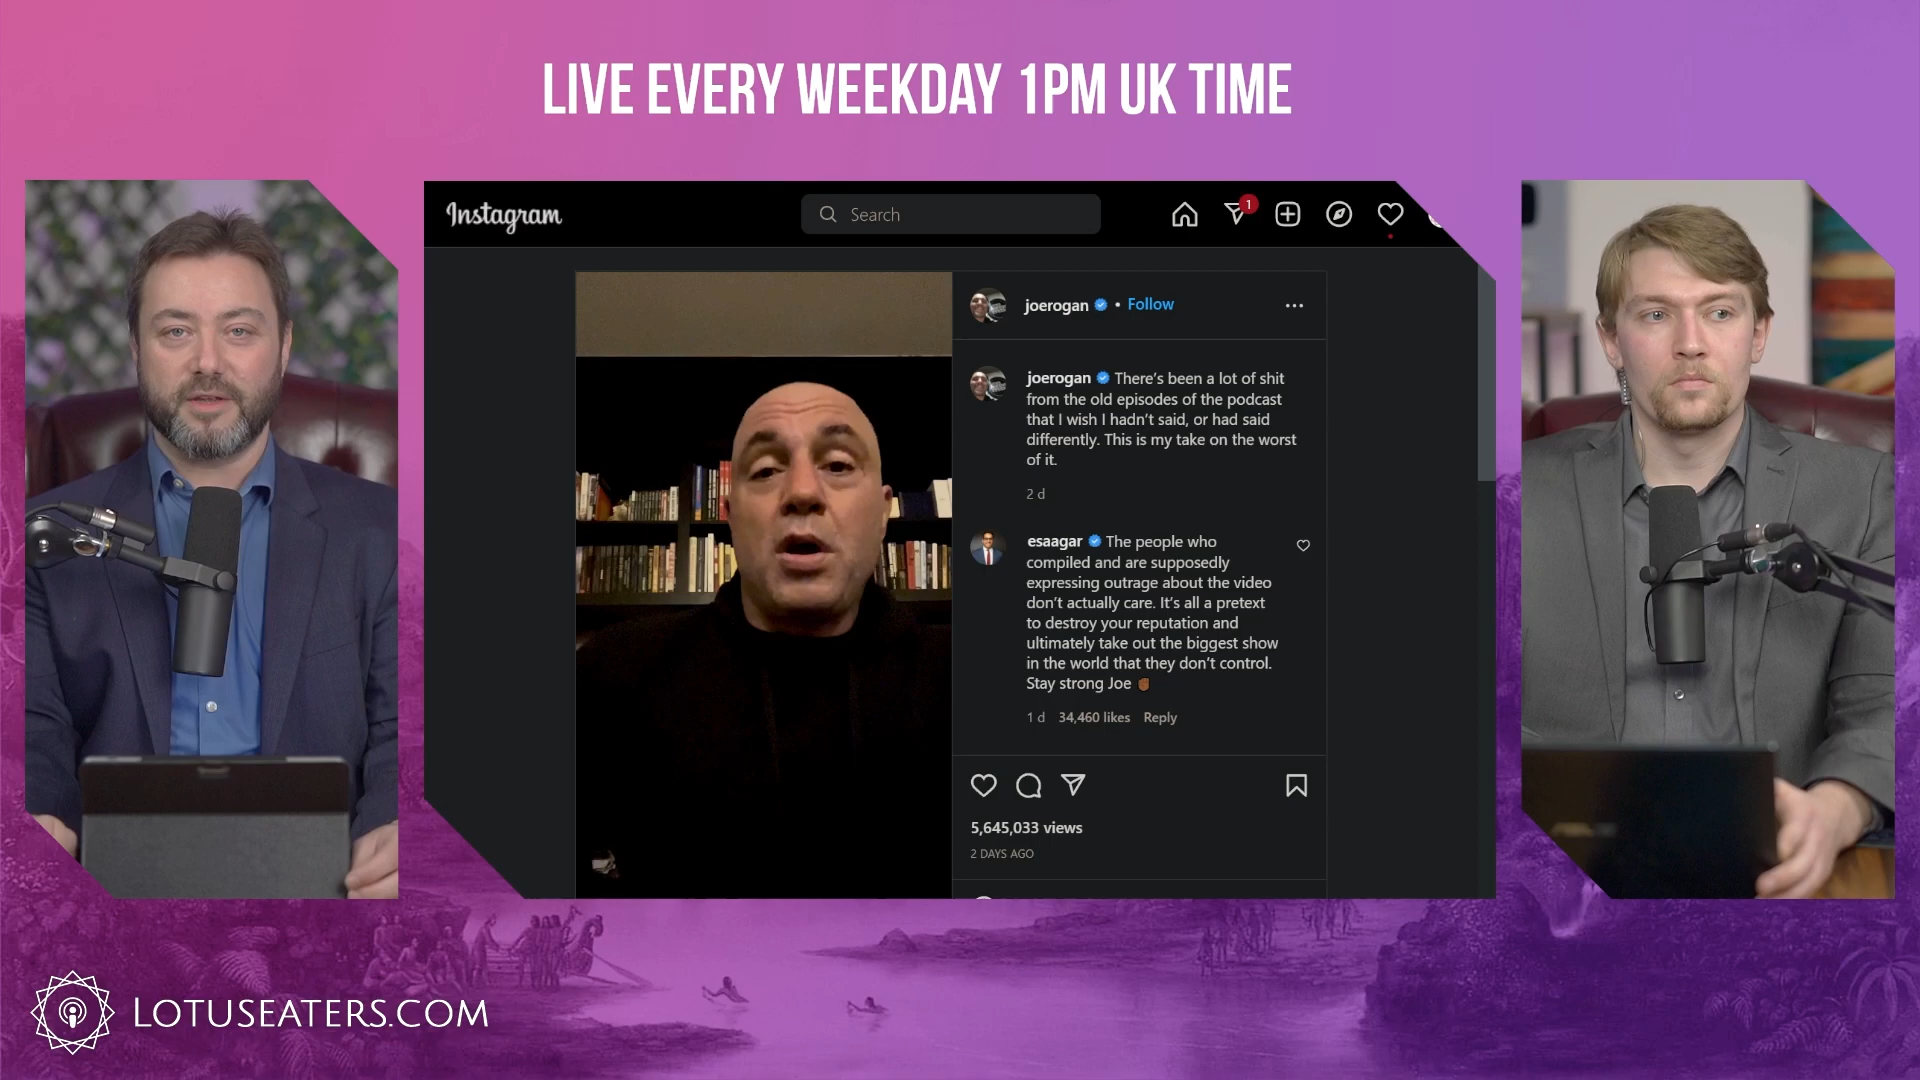 LIVE EVERY WEEKDAY 1PM UK TIME
Instagram
Search
1
joerogan • Follow
joerogan There's been a lot of shit
from the old episodes of the podcast
that I wish I hadn't said, or had said
differently. This is my take on the worst
of it.
2 d
esaagar The people who
compiled and are supposedly
expressing outrage about the video
don't actually care. It's all a pretext
to destroy your reputation and
ultimately take out the biggest show
in the world that they don't control.
Stay strong Joe ✊🏾
1 d 34,460 likes Reply
5,645,033 views
2 DAYS AGO
LOTUSEATERS.COM